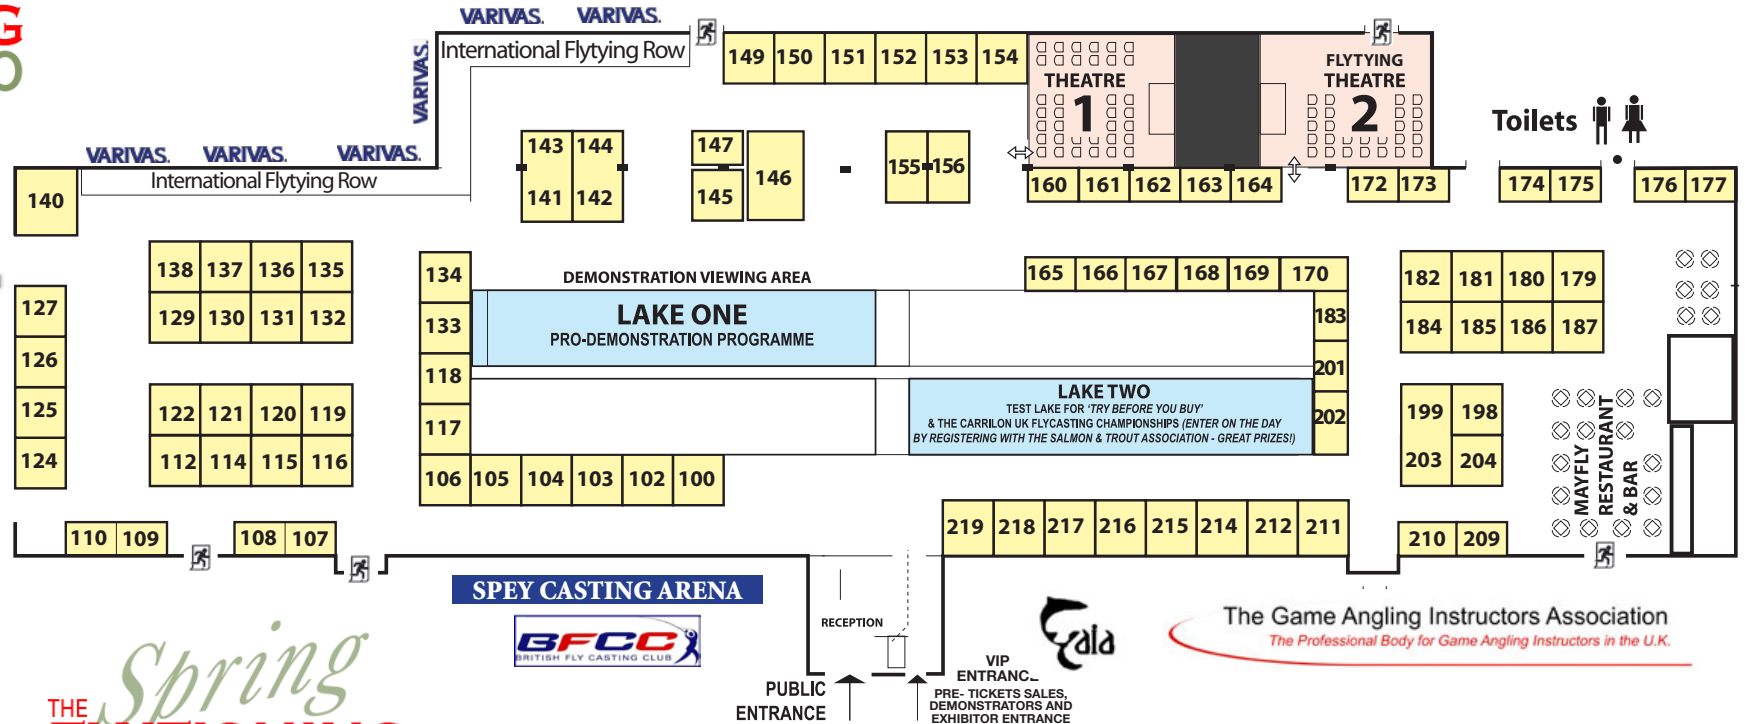 G
O
VARIVAS. VARIVAS.
VARIVAS.
International Flytying Row
149 150 151 152 153 154
THEATRE
1
FLYTYING
THEATRE
2
Toilets
VARIVAS. VARIVAS. VARIVAS.
International Flytying Row
143 144
141 142
147
145
146
155 156
160 161 162 163 164
172 173
174 175
176 177
140
138 137 136 135
129 130 131 132
127
126
125
124
134
133
118
117
DEMONSTRATION VIEWING AREA
LAKE ONE
PRO-DEMONSTRATION PROGRAMME
165 166 167 168 169 170
183
201
202
182 181 180 179
184 185 186 187
122 121 120 119
112 114 115 116
LAKE TWO
TEST LAKE FOR 'TRY BEFORE YOU BUY'
& THE CARRILON UK FLYCASTING CHAMPIONSHIPS (ENTER ON THE DAY
BY REGISTERING WITH THE SALMON & TROUT ASSOCIATION - GREAT PRIZES!)
199 198
203 204
MAYFLY
RESTAURANT
& BAR
106 105 104 103 102 100
110 109
108 107
219 218 217 216 215 214 212 211
210 209
SPEY CASTING ARENA
BFCC
BRITISH FLY CASTING CLUB
RECEPTION
gaia
The Game Angling Instructors Association
The Professional Body for Game Angling Instructors in the U.K.
PUBLIC
ENTRANCE
VIP
ENTRANCE
PRE- TICKETS SALES,
DEMONSTRATORS AND
EXHIBITOR ENTRANCE
Spring
THE